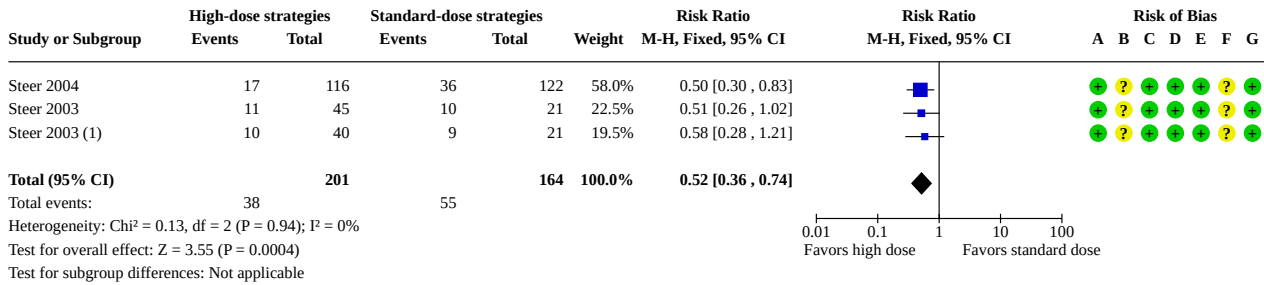 High-dose strategies Standard-dose strategies Risk Ratio Risk Ratio Risk of Bias
Study or Subgroup Events Total Events Total Weight M-H, Fixed, 95% CI M-H, Fixed, 95% CI A B C D E F G
Steer 2004 17 116 36 122 58.0% 0.50 [0.30 , 0.83] + ? + + + ? +
Steer 2003 11 45 10 21 22.5% 0.51 [0.26 , 1.02] + ? + + + ? +
Steer 2003 (1) 10 40 9 21 19.5% 0.58 [0.28 , 1.21] + ? + + + ? +
Total (95% CI) 201 164 100.0% 0.52 [0.36 , 0.74]
Total events: 38 55
Heterogeneity: Chi² = 0.13, df = 2 (P = 0.94); I² = 0%
0.01 0.1 1 10 100
Test for overall effect: Z = 3.55 (P = 0.0004) Favors high dose Favors standard dose
Test for subgroup differences: Not applicable